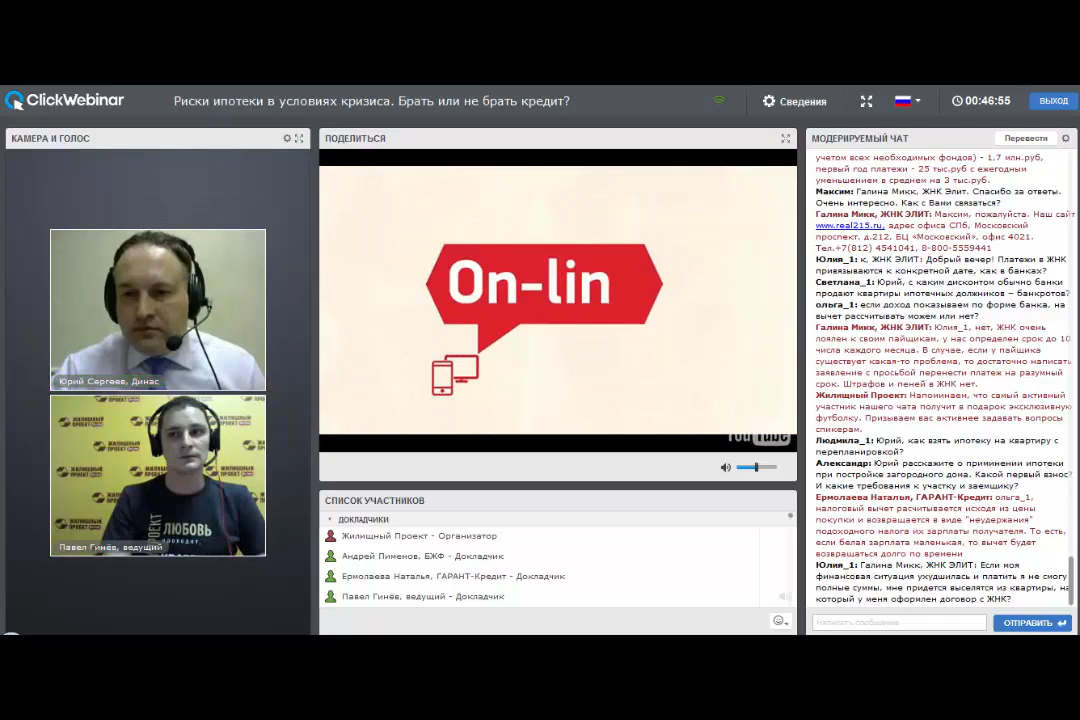 ClickWebinar
Риски ипотеки в условиях кризиса. Брать или не брать кредит?
Сведения
00:46:55
ВЫХОД
КАМЕРА И ГОЛОС
Юрий Сергеев, Динас
ЖИЛИЩНЫЙ ПРОЕКТ
ПРОЕКТ
ЛЮБОВЬ
Павел Гинёв, ведущий
ПОДЕЛИТЬСЯ
On-lin
YouTube
СПИСОК УЧАСТНИКОВ
ДОКЛАДЧИКИ
Жилищный Проект - Организатор
Андрей Пименов, БЖФ - Докладчик
Ермолаева Наталья, ГАРАНТ-Кредит - Докладчик
Павел Гинёв, ведущий - Докладчик
МОДЕРИРУЕМЫЙ ЧАТ
Перевести
учетом всех необходимых фондов) - 1,7 млн.руб,
первый год платежи - 25 тыс.руб с ежегодным
уменьшением в среднем на 3 тыс.руб.
Максим: Галина Микк, ЖНК Элит. Спасибо за ответы.
Очень интересно. Как с Вами связаться?
Галина Микк, ЖНК ЭЛИТ: Максим, пожалуйста. Наш сайт
www.real215.ru, адрес офиса СПб, Московский
проспект, д.212, БЦ «Московский», офис 4021.
Тел.+7(812) 4541041, 8-800-5559441
Юлия_1: к, ЖНК ЭЛИТ: Добрый вечер! Платежи в ЖНК
привязываются к конкретной дате, как в банках?
Светлана_1: Юрий, с каким дисконтом обычно банки
продают квартиры ипотечных должников – банкротов?
ольга_1: если доход показываем по форме банка, на
вычет рассчитывать можем или нет?
Галина Микк, ЖНК ЭЛИТ: Юлия_1, нет, ЖНК очень
лоялен к своим пайщикам, у нас определен срок до 10
числа каждого месяца. В случае, если у пайщика
существует какая-то проблема, то достаточно написать
заявление с просьбой перенести платеж на разумный
срок. Штрафов и пеней в ЖНК нет.
Жилищный Проект: Напоминаем, что самый активный
участник нашего чата получит в подарок эксклюзивную
футболку. Призываем вас активнее задавать вопросы
спикерам.
Людмила_1: Юрий, как взять ипотеку на квартиру с
перепланировкой?
Александр: Юрий расскажите о приминении ипотеки
при постройке загородного дома. Какой первый взнос?
И какие требования к участку и заемщику?
Ермолаева Наталья, ГАРАНТ-Кредит: ольга_1,
налоговый вычет расчитывается исходя из цены
покупки и возвращается в виде "неудержания"
подоходного налога их зарплаты получателя. То есть,
если белая зарплата маленькая, то вычет будет
возвращаться долго по времени
Юлия_1: Галина Микк, ЖНК ЭЛИТ: Если моя
финансовая ситуация ухудшилась и платить я не смогу
полные суммы, мне придется выселятся из квартиры, на
который у меня оформлен договор с ЖНК?
Написать сообщение
ОТПРАВИТЬ